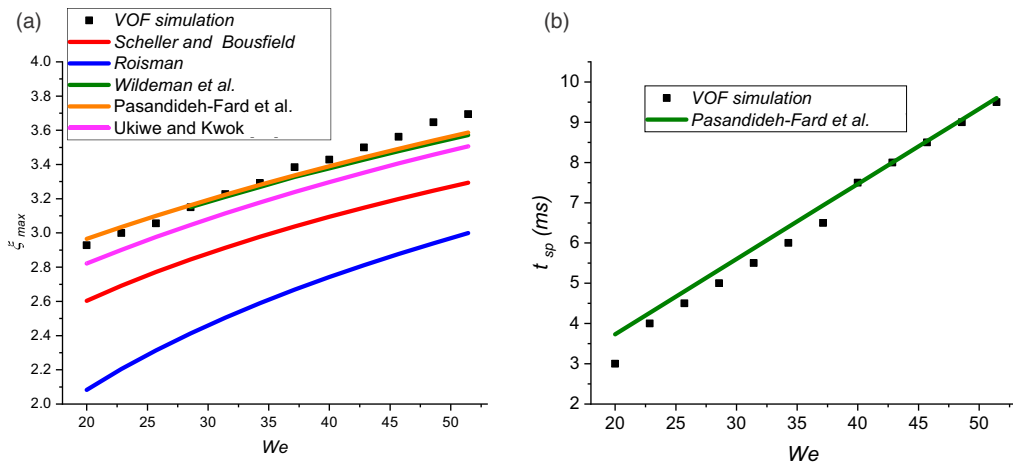 (a)
VOF simulation
Scheller and Bousfield
Roisman
Wildeman et al.
Pasandideh-Fard et al.
Ukiwe and Kwok
4.0
3.8
3.6
3.4
3.2
3.0
2.8
2.6
2.4
2.2
2.0
ξmax
20 25 30 35 40 45 50
We
(b)
VOF simulation
Pasandideh-Fard et al.
10
9
8
7
6
5
4
3
2
t sp (ms)
20 25 30 35 40 45 50
We